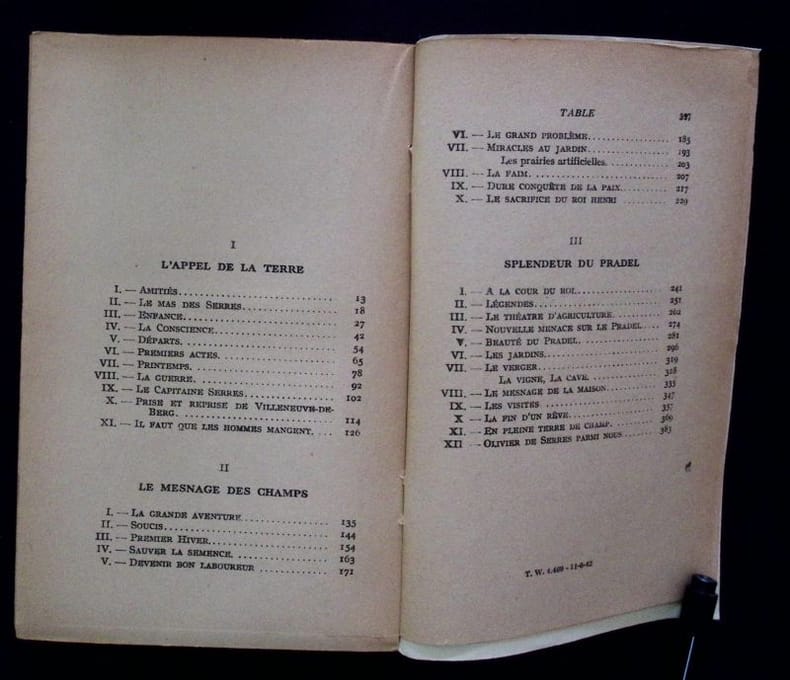 I
L'APPEL DE LA TERRE
I. — AMITIÉS 13
II. — LE MAS DES SERRES 18
III. — ENFANCE 27
IV. — LA CONSCIENCE 42
V. — DÉPARTS 54
VI. — PREMIERS ACTES 65
VII. — PRINTEMPS 78
VIII. — LA GUERRE 92
IX. — LE CAPITAINE SERRES 102
X. — PRISE ET REPRISE DE VILLENEUVE-DE-
BERG 114
XI. — IL FAUT QUE LES HOMMES MANGENT 126
II
LE MESNAGE DES CHAMPS
I. — LA GRANDE AVENTURE 135
II. — SOUCIS 144
III. — PREMIER HIVER 154
IV. — SAUVER LA SEMENCE 163
V. — DEVENIR BON LABOUREUR 171
TABLE
VI. — LE GRAND PROBLÈME 185
VII. — MIRACLES AU JARDIN 193
Les prairies artificielles 203
VIII. — LA FAIM 207
IX. — DURE CONQUÊTE DE LA PAIX 217
X. — LE SACRIFICE DU ROI HENRI 229
III
SPLENDEUR DU PRADEL
I. — A LA COUR DU ROI 241
II. — LÉGENDES 251
III. — LE THÉATRE D'AGRICULTURE 262
IV. — NOUVELLE MENACE SUR LE PRADEL 274
V. — BEAUTÉ DU PRADEL 281
VI. — LES JARDINS 296
VII. — LE VERGER 319
LA VIGNE, LA CAVE 328
VIII. — LE MESNAGE DE LA MAISON 335
IX. — LES VISITES 347
X — LA FIN D'UN RÊVE 357
XI. — EN PLEINE TERRE DE CHAMP 369
XII — OLIVIER DE SERRES PARMI NOUS 383
T. W.